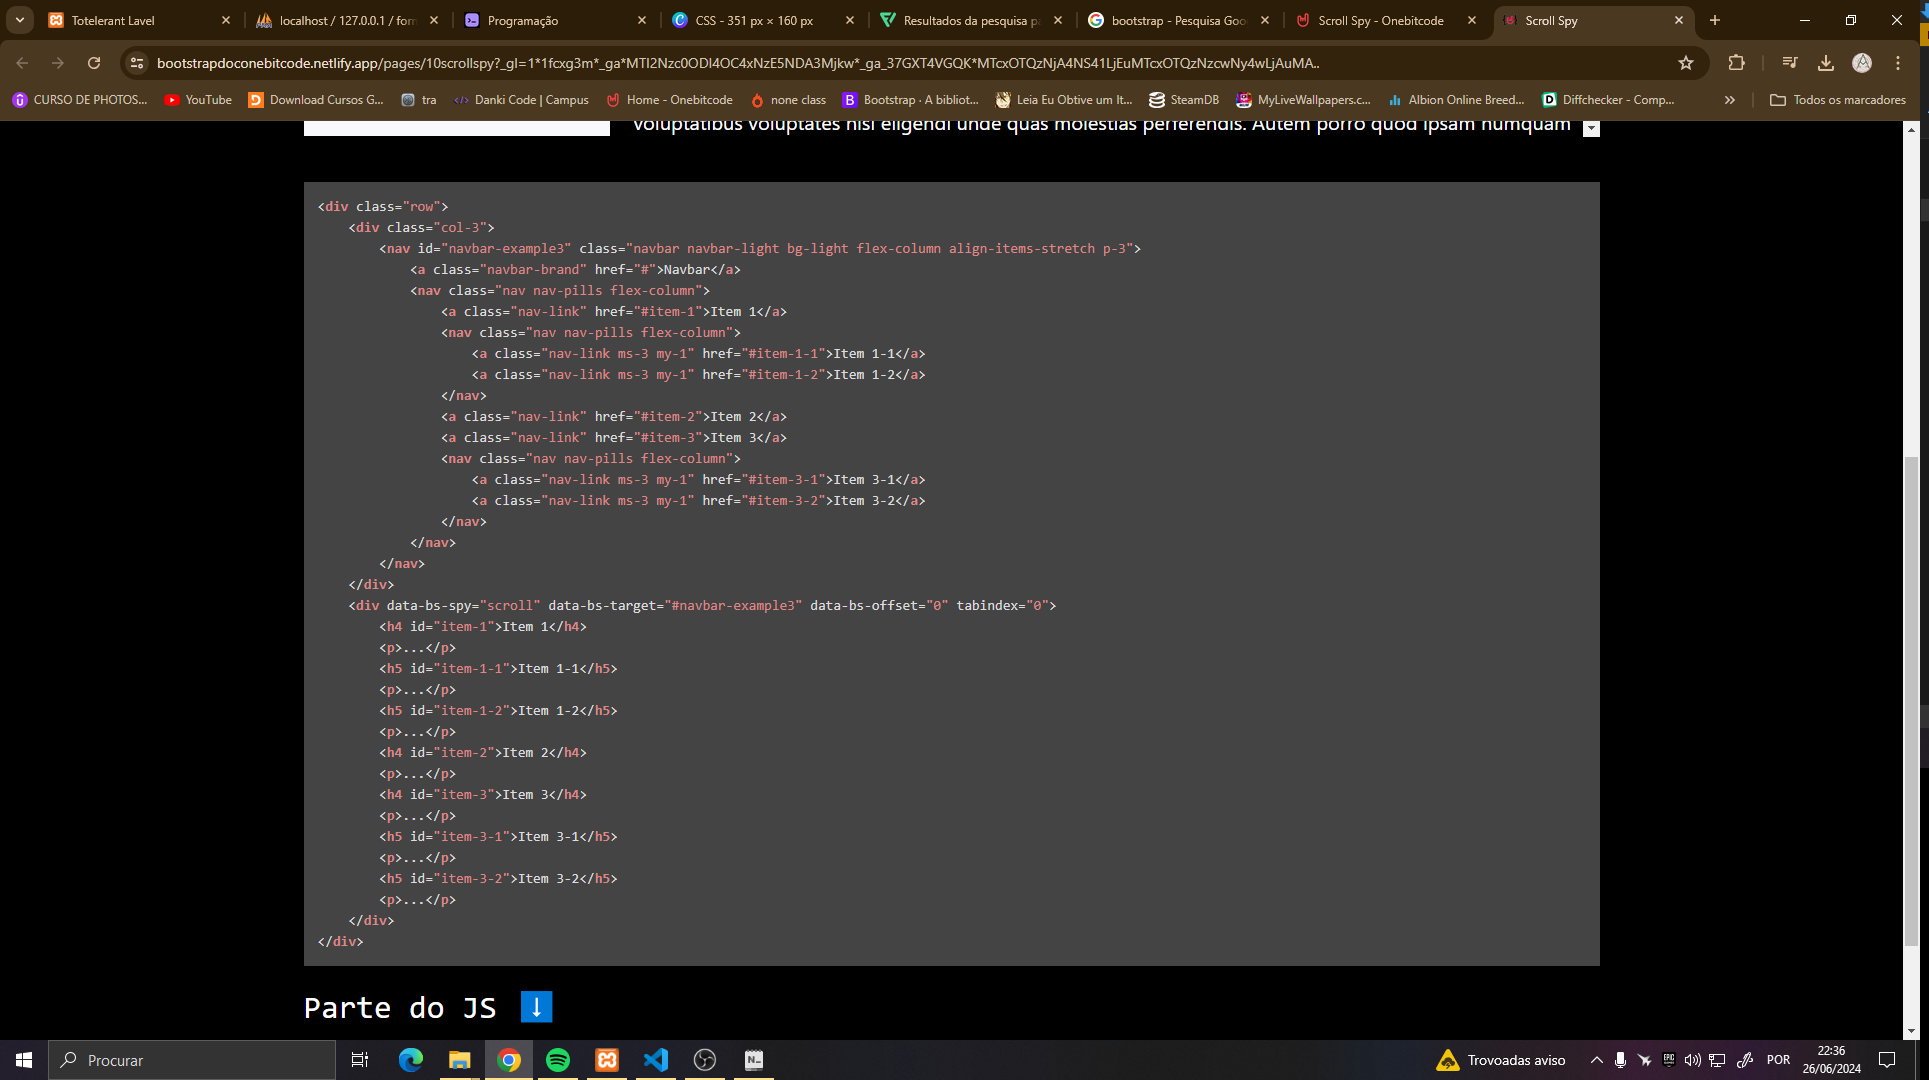 Totelerant Lavel
localhost / 127.0.0.1 / forn
Programação
CSS - 351 px × 160 px
Resultados da pesquisa p
bootstrap - Pesquisa Goo
Scroll Spy - Onebitcode
Scroll Spy
bootstrapdoconebitcode.netlify.app/pages/10scrollspy?_gl=1*1fcxg3m*_ga*MTI2Nzc0ODI4OC4xNzE5NDA3Mjkw*_ga_37GXT4VGQK*MTcxOTQzNjA4NS41LjEuMTcxOTQzNzcwNy4wLjAuMA..
CURSO DE PHOTOS...
YouTube
Download Cursos G...
tra
Danki Code | Campus
Home - Onebitcode
none class
Bootstrap · A bibliot...
Leia Eu Obtive um It...
SteamDB
MyLiveWallpapers.c...
Albion Online Breed...
Diffchecker - Comp...
Todos os marcadores
voluptatibus voluptates nisi eligendi unde quas molestias perferendis. Autem porro quod ipsam numquam
<div class="row">
<div class="col-3">
<nav id="navbar-example3" class="navbar navbar-light bg-light flex-column align-items-stretch p-3">
<a class="navbar-brand" href="#">Navbar</a>
<nav class="nav nav-pills flex-column">
<a class="nav-link" href="#item-1">Item 1</a>
<nav class="nav nav-pills flex-column">
<a class="nav-link ms-3 my-1" href="#item-1-1">Item 1-1</a>
<a class="nav-link ms-3 my-1" href="#item-1-2">Item 1-2</a>
</nav>
<a class="nav-link" href="#item-2">Item 2</a>
<a class="nav-link" href="#item-3">Item 3</a>
<nav class="nav nav-pills flex-column">
<a class="nav-link ms-3 my-1" href="#item-3-1">Item 3-1</a>
<a class="nav-link ms-3 my-1" href="#item-3-2">Item 3-2</a>
</nav>
</nav>
</nav>
</div>
<div data-bs-spy="scroll" data-bs-target="#navbar-example3" data-bs-offset="0" tabindex="0">
<h4 id="item-1">Item 1</h4>
<p>...</p>
<h5 id="item-1-1">Item 1-1</h5>
<p>...</p>
<h5 id="item-1-2">Item 1-2</h5>
<p>...</p>
<h4 id="item-2">Item 2</h4>
<p>...</p>
<h4 id="item-3">Item 3</h4>
<p>...</p>
<h5 id="item-3-1">Item 3-1</h5>
<p>...</p>
<h5 id="item-3-2">Item 3-2</h5>
<p>...</p>
</div>
</div>
Parte do JS ⬇️
Procurar
Trovoadas aviso
POR
22:36
26/06/2024